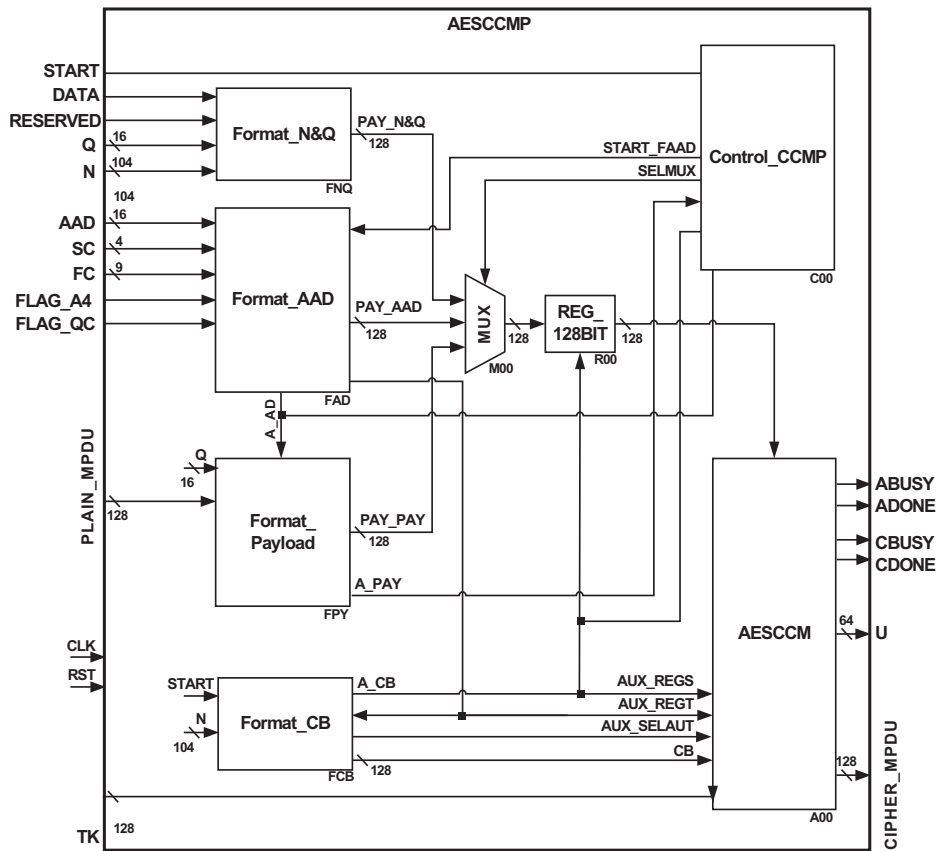 AESCCMP
START
DATA
RESERVED
Q
16
N
104
104
Format_N&Q
FNQ
PAY_N&Q
128
START_FAAD
SELMUX
Control_CCMP
C00
AAD
16
SC
4
FC
9
FLAG_A4
FLAG_QC
Format_AAD
FAD
PAY_AAD
128
MUX
M00
128
REG_
128BIT
R00
128
A_AD
PLAIN_MPDU
128
Q
16
Format_
Payload
FPY
PAY_PAY
128
A_PAY
AESCCM
A00
ABUSY
ADONE
CBUSY
CDONE
64
U
CLK
RST
START
N
104
Format_CB
FCB
A_CB
128
AUX_REGS
AUX_REGT
AUX_SELAUT
CB
128
CIPHER_MPDU
TK
128